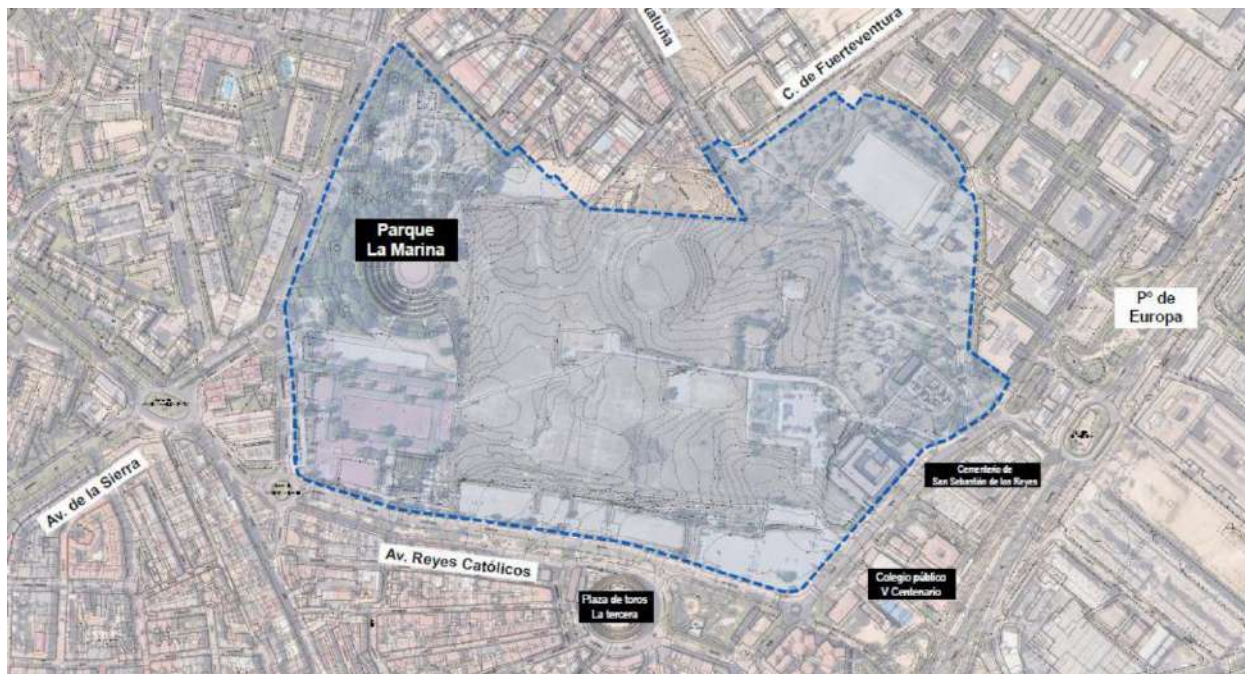 taluña
C. de Fuerteventura
Parque
La Marina
Pº de
Europa
Av. de la Sierra
Cementerio de
San Sebastián de los Reyes
Av. Reyes Católicos
Colegio público
V Centenario
Plaza de toros
La tercera